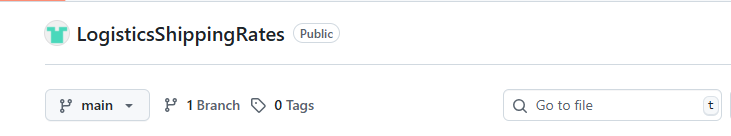 LogisticsShippingRates Public
main 1 Branch 0 Tags Go to file t